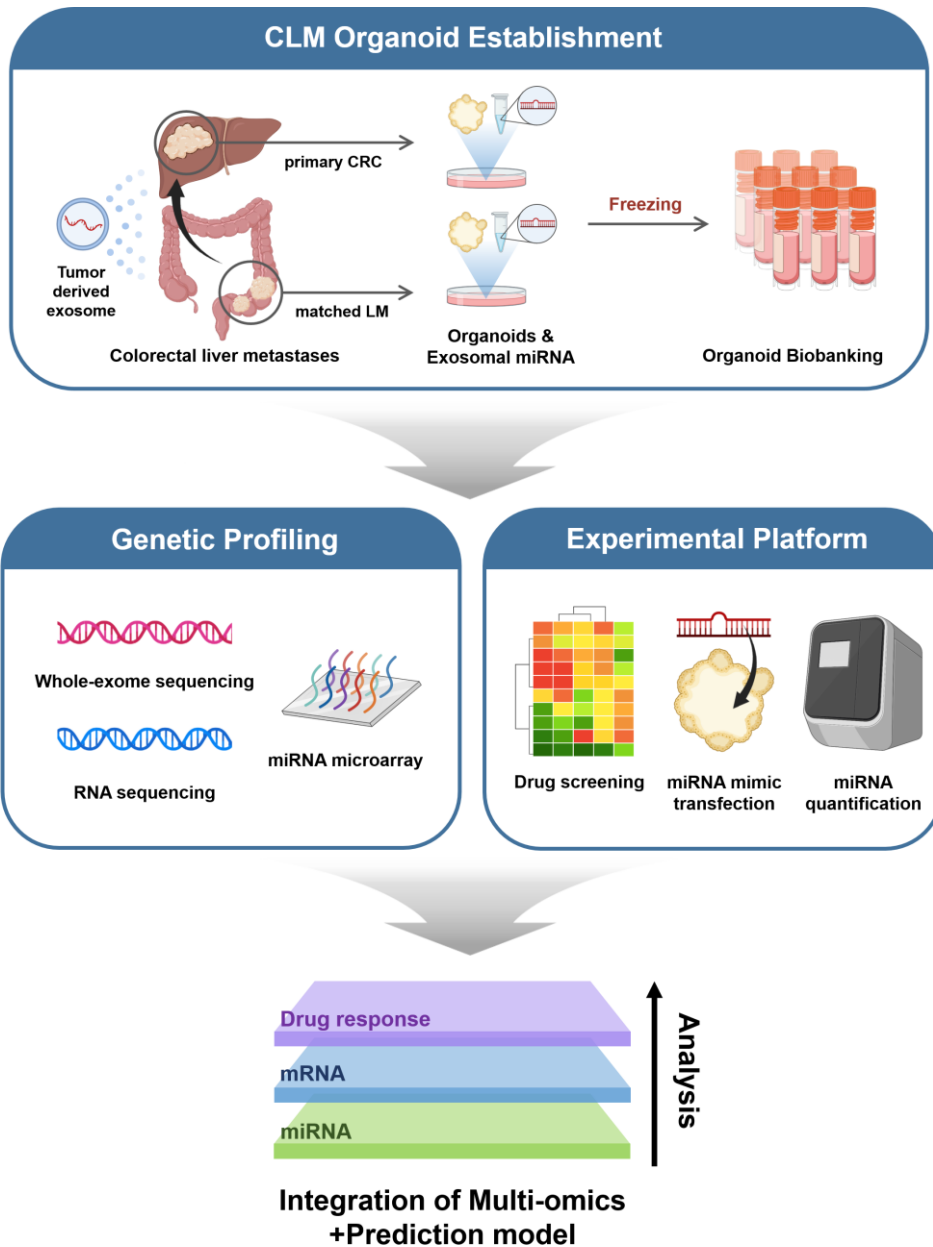 CLM Organoid Establishment
primary CRC
Freezing
Tumor
derived
exosome
matched LM
Colorectal liver metastases
Organoids &
Exosomal miRNA
Organoid Biobanking
Genetic Profiling
Whole-exome sequencing
RNA sequencing
miRNA microarray
Experimental Platform
Drug screening
miRNA mimic
transfection
miRNA
quantification
Drug response
mRNA
miRNA
Analysis
Integration of Multi-omics
+Prediction model